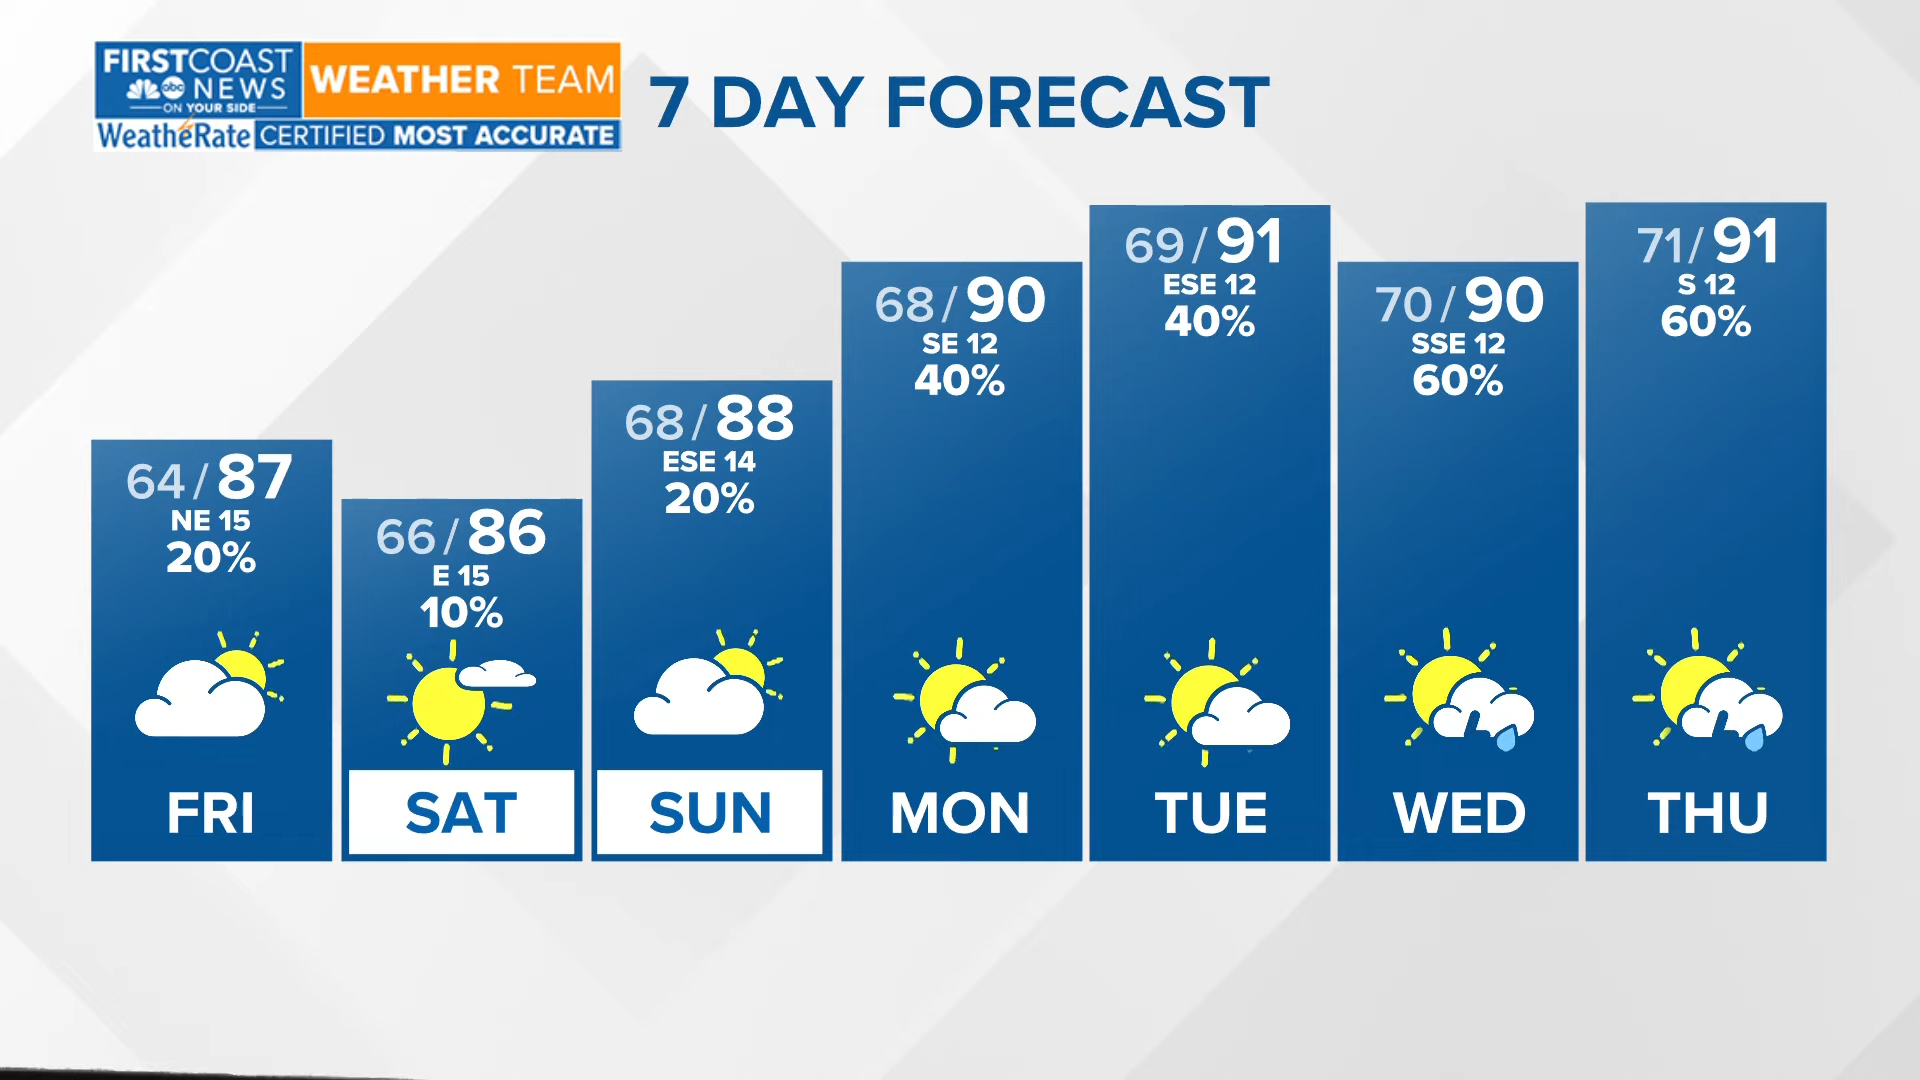 FIRSTCOAST
abc NEWS
ON YOUR SIDE
WEATHER TEAM
WeatheRate CERTIFIED MOST ACCURATE
7 DAY FORECAST
64/87
NE 15
20%
FRI
66/86
E 15
10%
SAT
68/88
ESE 14
20%
SUN
68/90
SE 12
40%
MON
69/91
ESE 12
40%
TUE
70/90
SSE 12
60%
WED
71/91
S 12
60%
THU